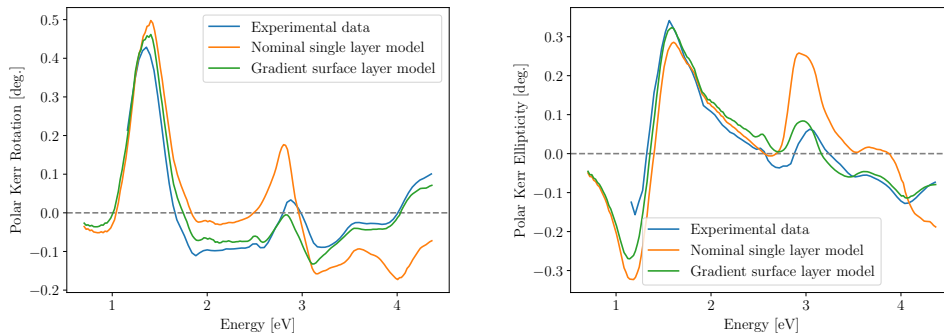 0.5
0.4
0.3
0.2
0.1
0.0
−0.1
−0.2
Polar Kerr Rotation [deg.]
Experimental data
Nominal single layer model
Gradient surface layer model
1 2 3 4
Energy [eV]
0.3
0.2
0.1
0.0
−0.1
−0.2
−0.3
Polar Kerr Ellipticity [deg.]
Experimental data
Nominal single layer model
Gradient surface layer model
1 2 3 4
Energy [eV]